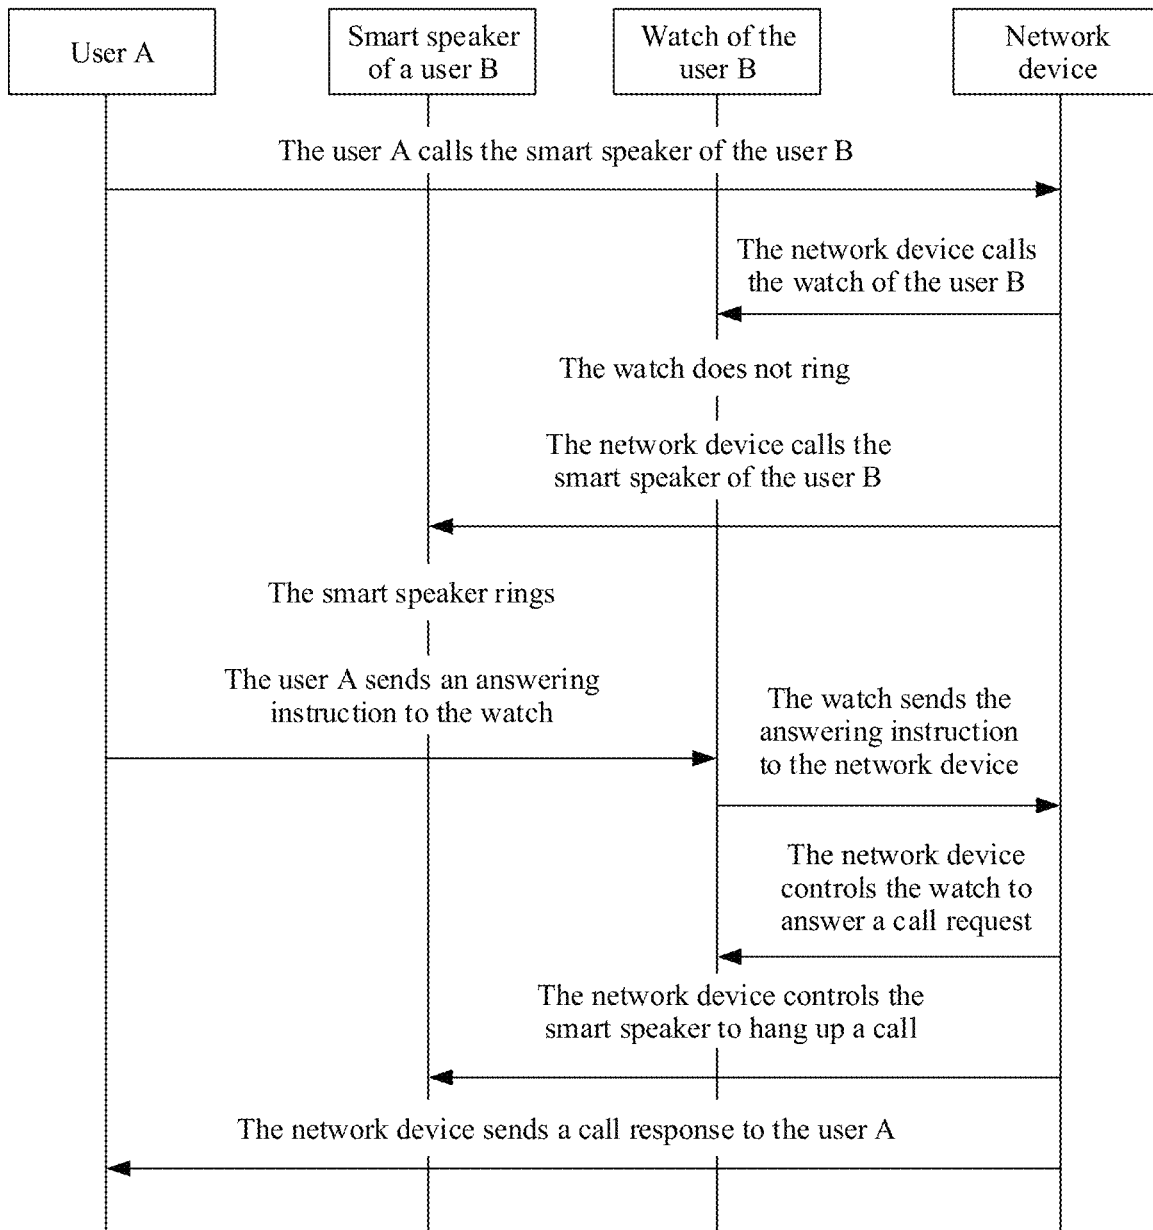 User A
Smart speaker
of a user B
Watch of the
user B
Network
device
The user A calls the smart speaker of the user B
The network device calls
the watch of the user B
The watch does not ring
The network device calls the
smart speaker of the user B
The smart speaker rings
The user A sends an answering
instruction to the watch
The watch sends the
answering instruction
to the network device
The network device
controls the watch to
answer a call request
The network device controls the
smart speaker to hang up a call
The network device sends a call response to the user A